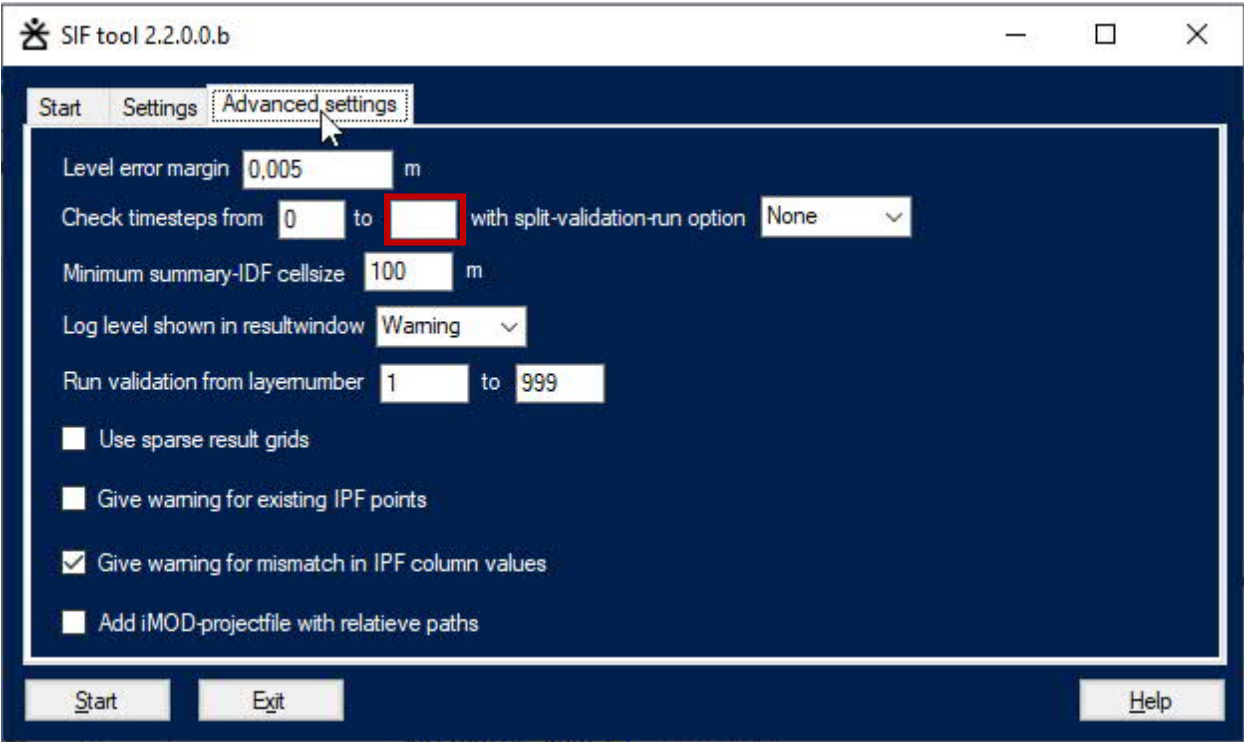 SIF tool 2.2.0.0.b
Start Settings Advanced settings
Level error margin 0,005 m
Check timesteps from 0 to with split-validation-run option None
Minimum summary-IDF cellsize 100 m
Log level shown in resultwindow Warning
Run validation from layernumber 1 to 999
Use sparse result grids
Give warning for existing IPF points
Give warning for mismatch in IPF column values
Add iMOD-projectfile with relatieve paths
Start Exit Help